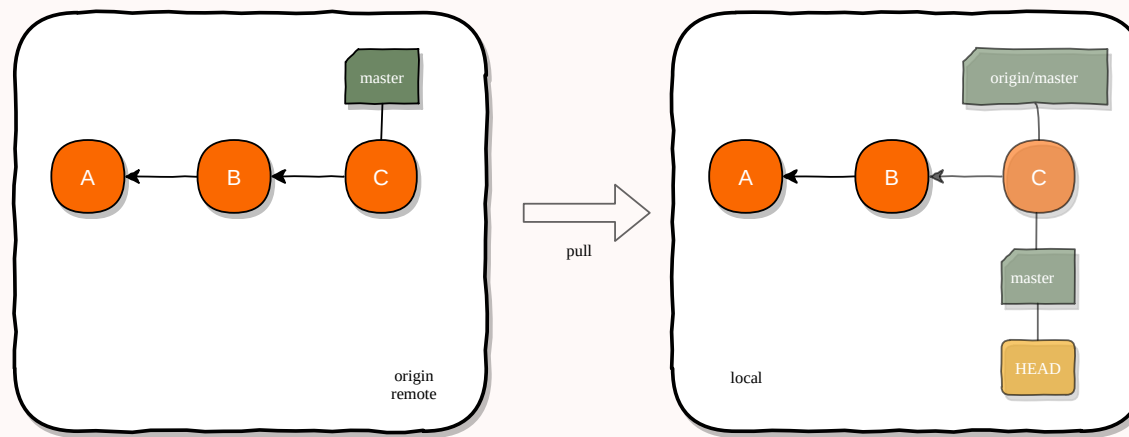 master
A
B
C
origin
remote
pull
origin/master
A
B
C
master
HEAD
local